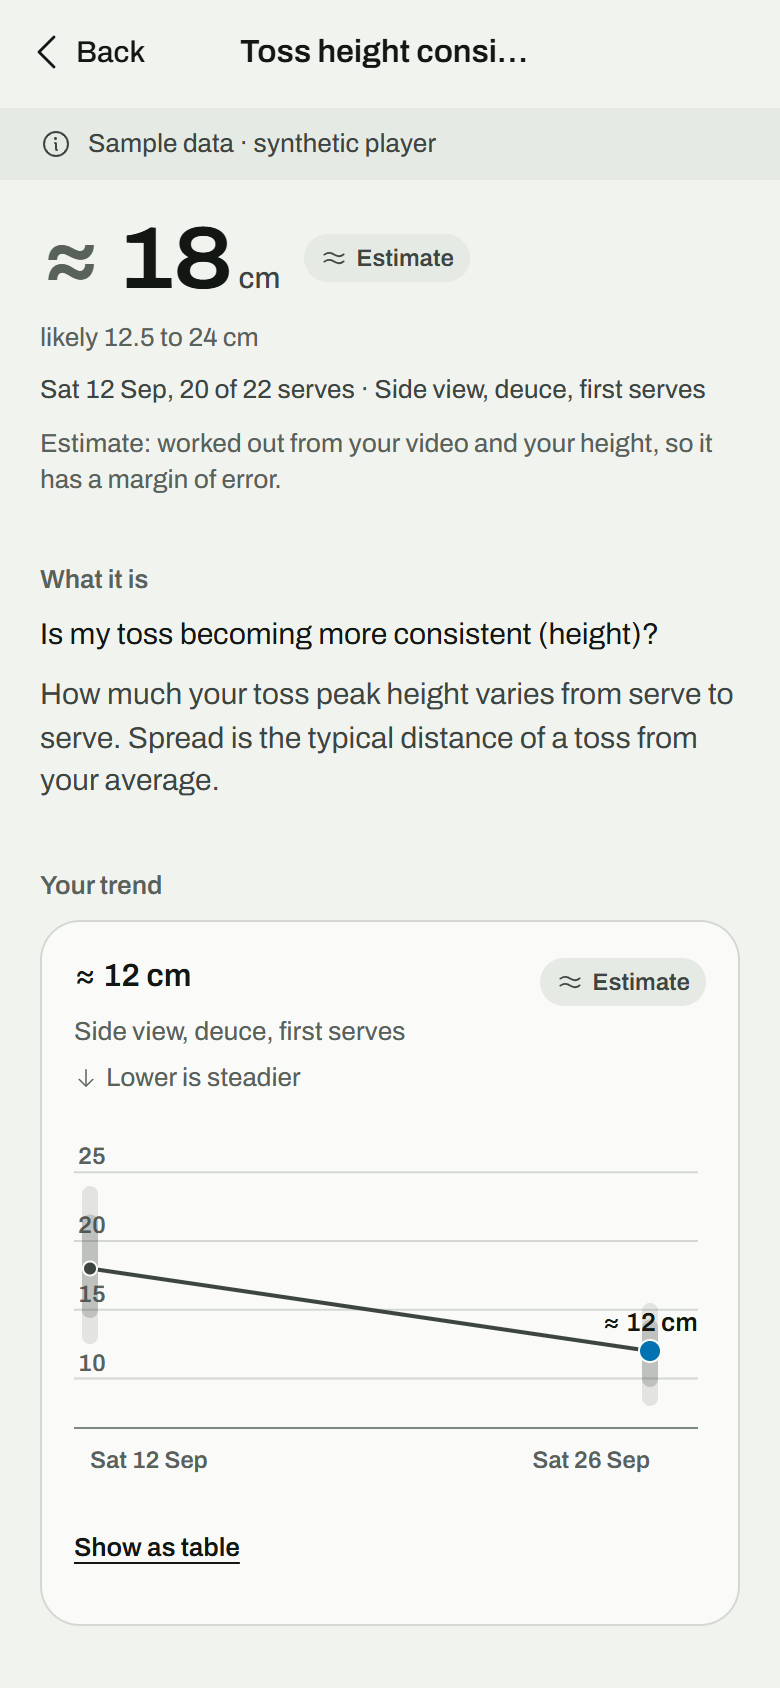 Back
Toss height consi...
Sample data · synthetic player
≈ 18 cm
≈ Estimate
likely 12.5 to 24 cm
Sat 12 Sep, 20 of 22 serves · Side view, deuce, first serves
Estimate: worked out from your video and your height, so it
has a margin of error.
What it is
Is my toss becoming more consistent (height)?
How much your toss peak height varies from serve to
serve. Spread is the typical distance of a toss from
your average.
Your trend
≈ 12 cm
≈ Estimate
Side view, deuce, first serves
↓ Lower is steadier
25
20
15
≈ 12 cm
10
Sat 12 Sep
Sat 26 Sep
Show as table